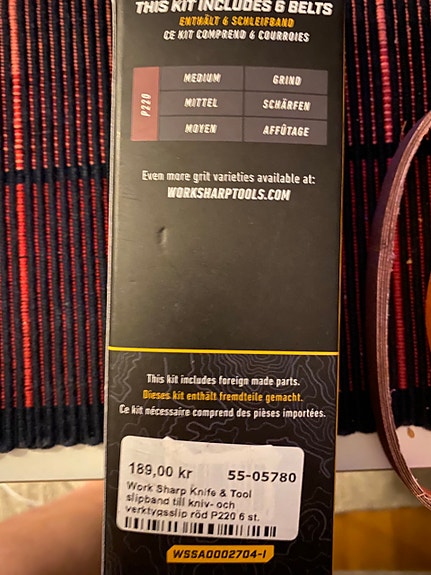 THIS KIT INCLUDES 6 BELTS
ENTHÄLT 6 SCHLEIFBAND
CE KIT COMPREND 6 COURROIES
P220
MEDIUM GRIND
MITTEL SCHÄRFEN
MOYEN AFFÛTAGE
Even more grit varieties available at:
WORKSHARPTOOLS.COM
This kit includes foreign made parts.
Dieses kit enthält fremdteile gemacht.
Ce kit nécessaire comprend des pièses importées.
189,00 kr 55-05780
Work Sharp Knife & Tool
slipband till kniv- och
verktygsslip röd P220 6 st.
WSSA0002704-I